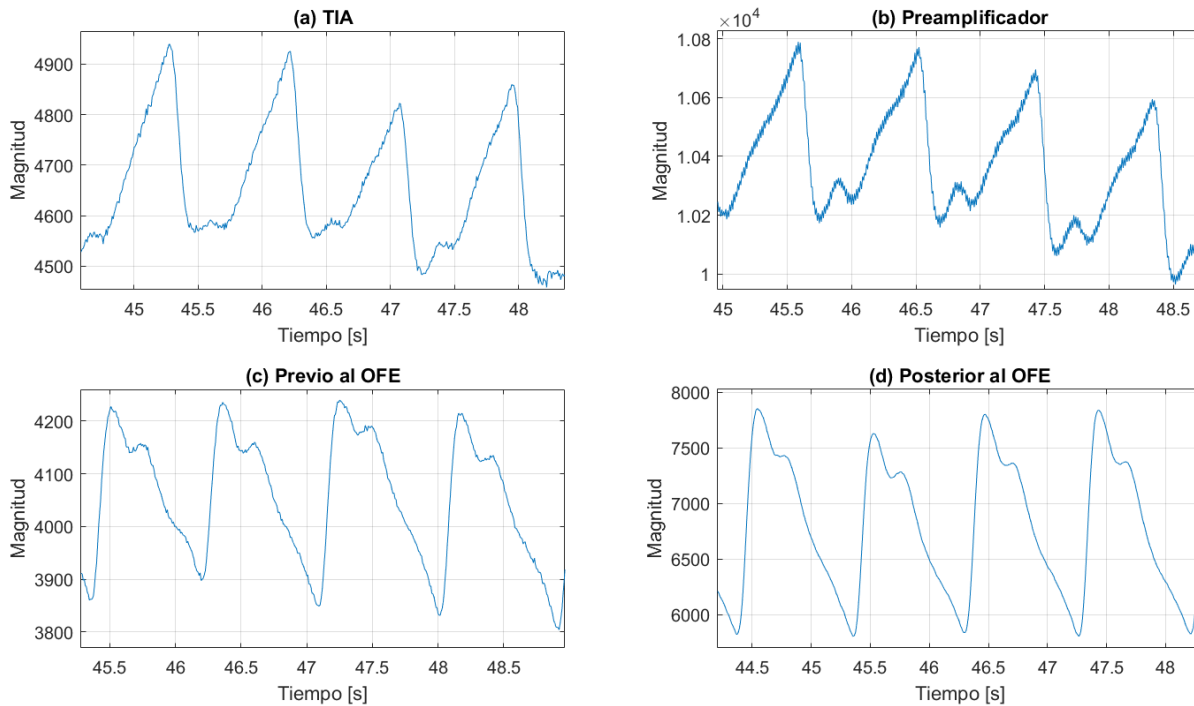 (a) TIA
Magnitud
4900
4800
4700
4600
4500
45 45.5 46 46.5 47 47.5 48
Tiempo [s]
(b) Preamplificador
×10⁴
Magnitud
1.08
1.06
1.04
1.02
1
45 45.5 46 46.5 47 47.5 48 48.5
Tiempo [s]
(c) Previo al OFE
Magnitud
4200
4100
4000
3900
3800
45.5 46 46.5 47 47.5 48 48.5
Tiempo [s]
(d) Posterior al OFE
Magnitud
8000
7500
7000
6500
6000
44.5 45 45.5 46 46.5 47 47.5 48
Tiempo [s]